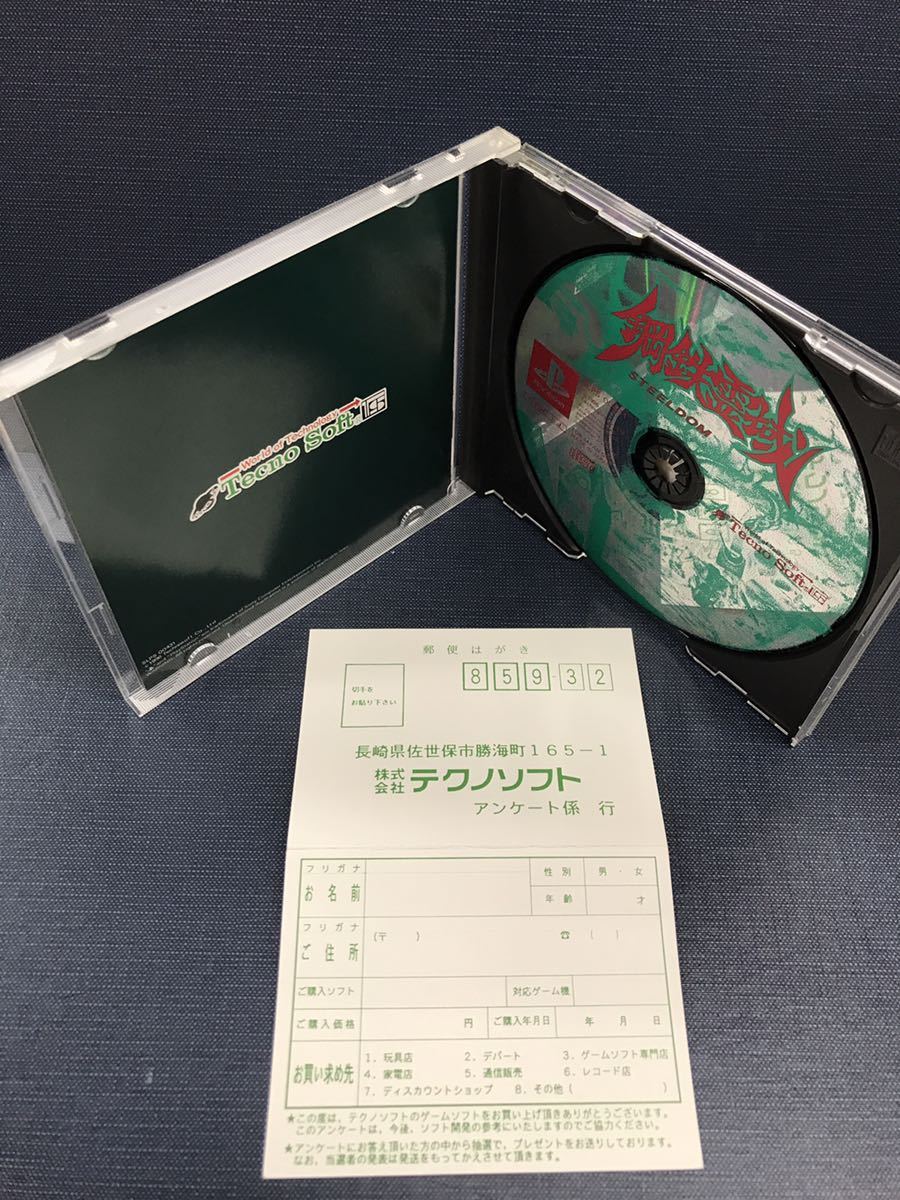 World of Technology
Tecno Soft
鋼鉄霊域
STEELDOM
PlayStation
Tecno Soft
郵便はがき
切手を
お貼り下さい
859-32
長崎県佐世保市勝海町165-1
株式
会社 テクノソフト
アンケート係 行
フリガナ
お名前
性別 男・女
年齢 才
フリガナ
ご住所
(〒 ) ☎ ( )
ご購入ソフト 対応ゲーム機
ご購入価格 円 ご購入年月日 年 月 日
お買い求め先
1．玩具店 2．デパート 3．ゲームソフト専門店
4．家電店 5．通信販売 6．レコード店
7．ディスカウントショップ 8．その他( )
★この度は、テクノソフトのゲームソフトをお買い上げ頂きありがとうございます。
このアンケートは、今後、ソフト開発の参考にいたしますのでご協力ください。
★アンケートにお答え頂いた方の中から抽選で、プレゼントをお送りしております。
なお、当選者の発表は発送をもってかえさせて頂きます。